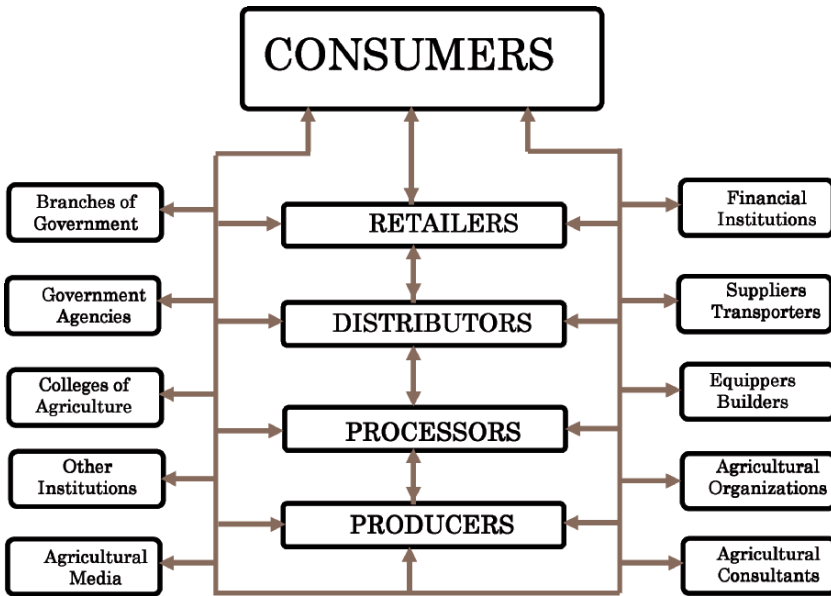 CONSUMERS
Branches of
Government
Financial
Institutions
RETAILERS
Government
Agencies
Suppliers
Transporters
DISTRIBUTORS
Colleges of
Agriculture
Equippers
Builders
PROCESSORS
Other
Institutions
Agricultural
Organizations
PRODUCERS
Agricultural
Media
Agricultural
Consultants